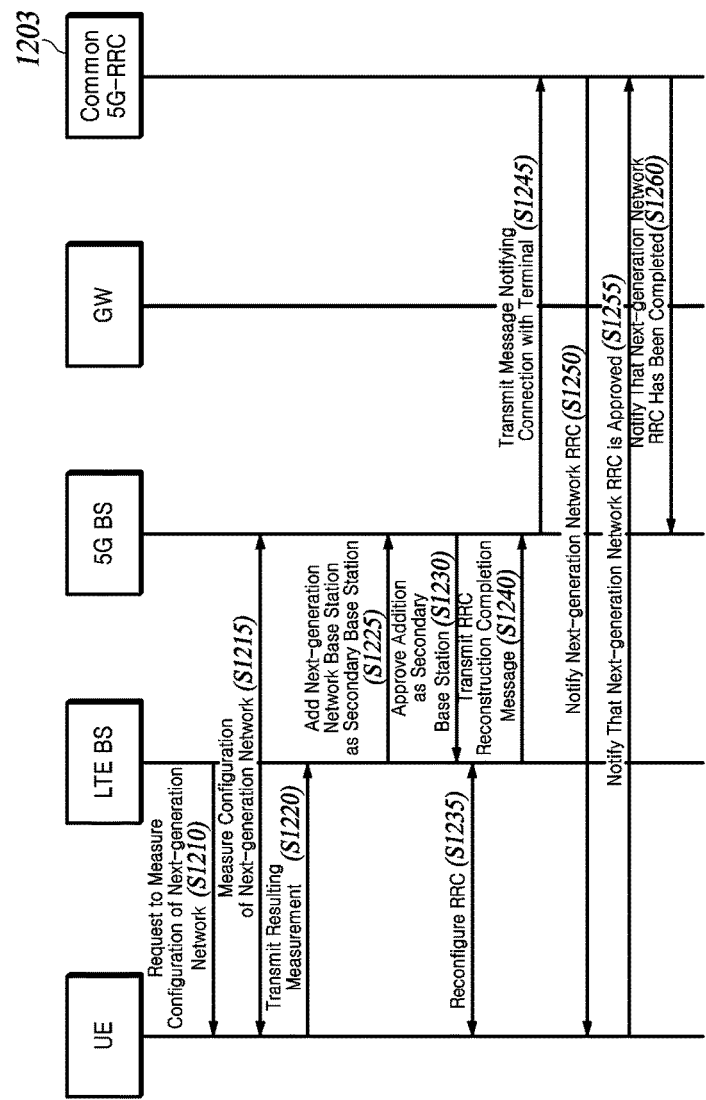 UE
LTE BS
5G BS
GW
Common
5G-RRC
1203
Request to Measure
Configuration of Next-generation
Network (S1210)
Measure Configuration
of Next-generation Network (S1215)
Transmit Resulting
Measurement (S1220)
Add Next-generation
Network Base Station
as Secondary Base Station
(S1225)
Approve Addition
as Secondary
Base Station (S1230)
Reconfigure RRC (S1235)
Transmit RRC
Reconstruction Completion
Message (S1240)
Transmit Message Notifying
Connection with Terminal (S1245)
Notify Next-generation Network RRC (S1250)
Notify That Next-generation Network RRC is Approved (S1255)
Notify That Next-generation Network
RRC Has Been Completed (S1260)